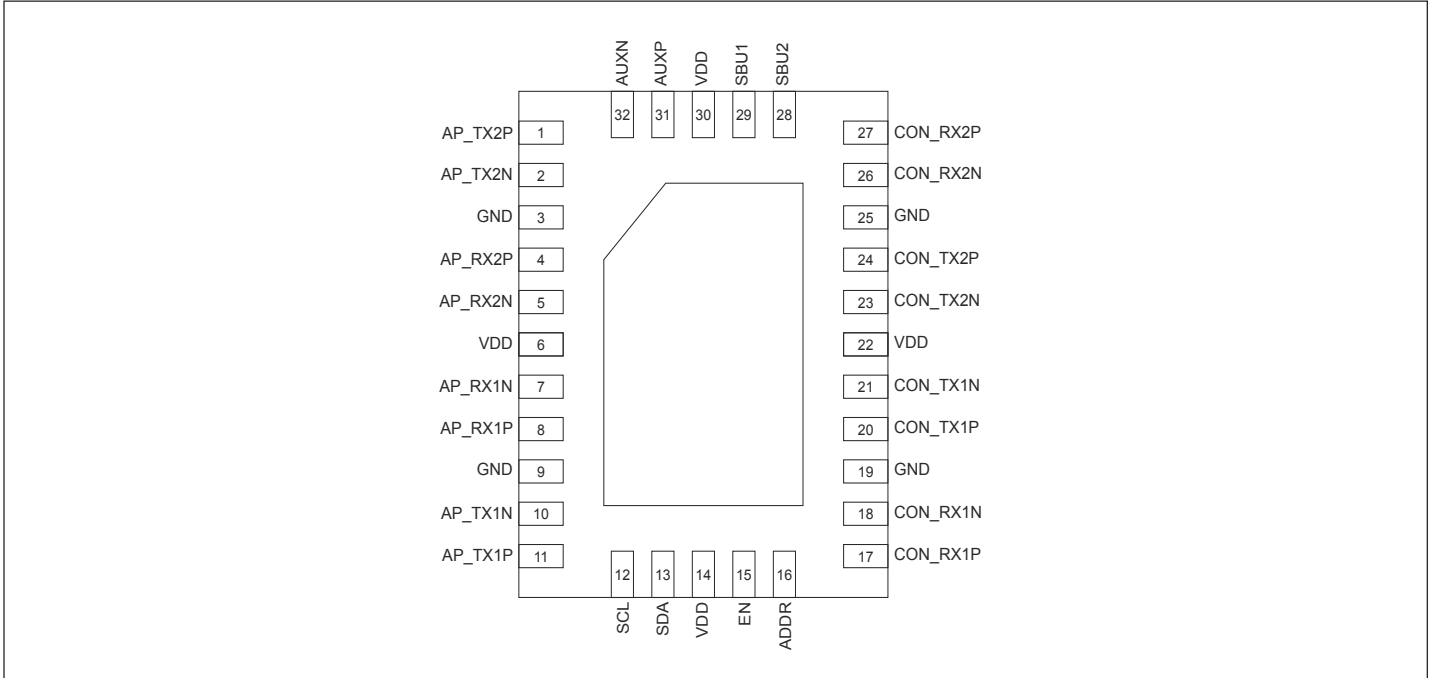 AUXN
AUXP
VDD
SBU1
SBU2
32
31
30
29
28
AP_TX2P 1
27 CON_RX2P
AP_TX2N 2
26 CON_RX2N
GND 3
25 GND
AP_RX2P 4
24 CON_TX2P
AP_RX2N 5
23 CON_TX2N
VDD 6
22 VDD
AP_RX1N 7
21 CON_TX1N
AP_RX1P 8
20 CON_TX1P
GND 9
19 GND
AP_TX1N 10
18 CON_RX1N
AP_TX1P 11
17 CON_RX1P
12
13
14
15
16
SCL
SDA
VDD
EN
ADDR